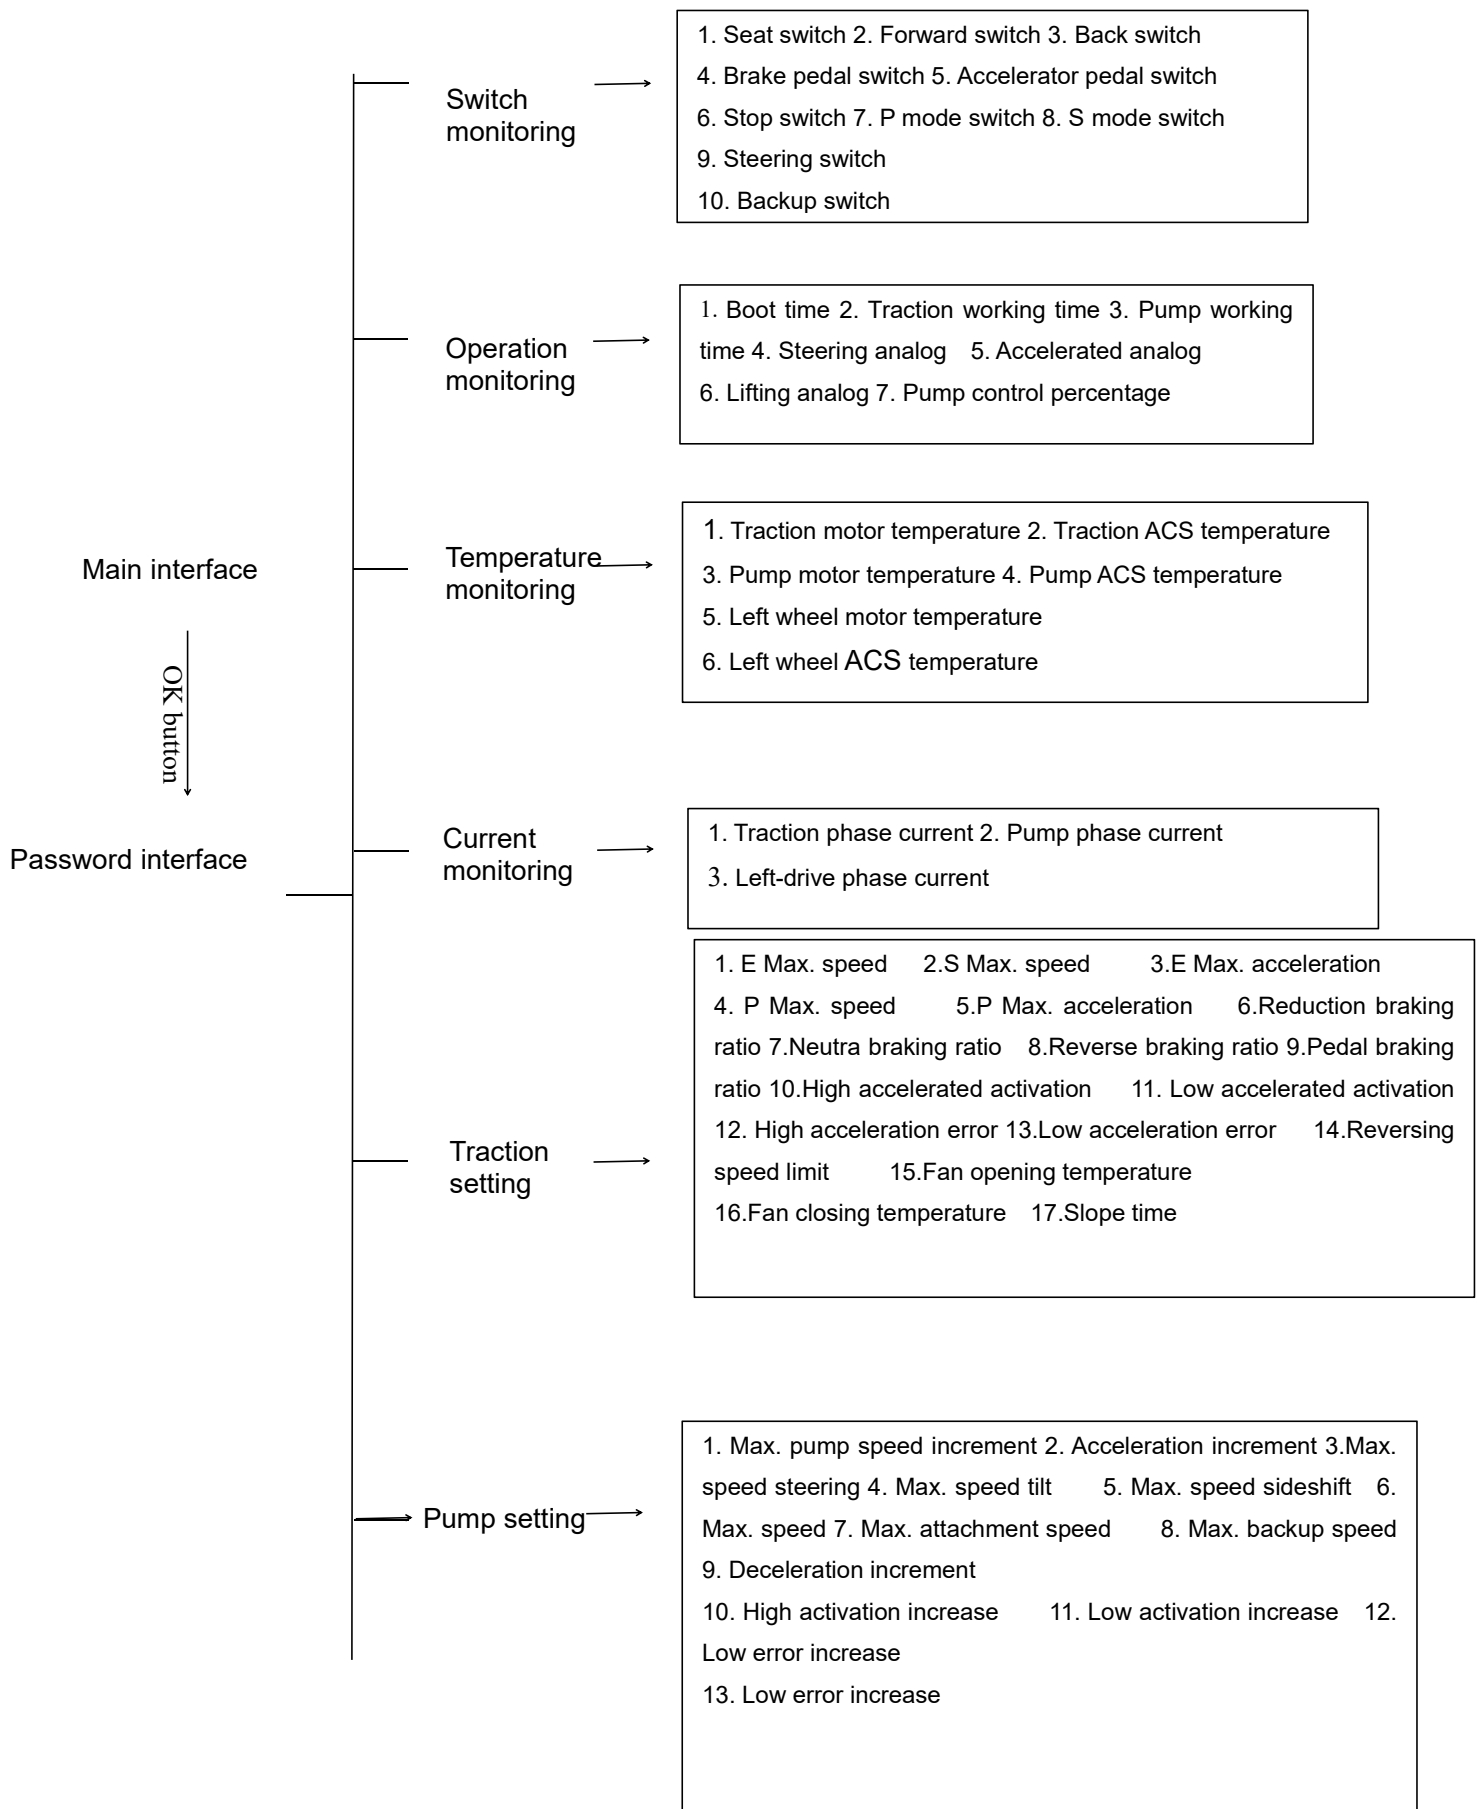 1. Seat switch 2. Forward switch 3. Back switch
4. Brake pedal switch 5. Accelerator pedal switch
6. Stop switch 7. P mode switch 8. S mode switch
9. Steering switch
10. Backup switch
Switch
monitoring
1. Boot time 2. Traction working time 3. Pump working
time 4. Steering analog 5. Accelerated analog
6. Lifting analog 7. Pump control percentage
Operation
monitoring
1. Traction motor temperature 2. Traction ACS temperature
3. Pump motor temperature 4. Pump ACS temperature
5. Left wheel motor temperature
6. Left wheel ACS temperature
Temperature
monitoring
Main interface
OK button
Password interface
Current
monitoring
1. Traction phase current 2. Pump phase current
3. Left-drive phase current
1. E Max. speed 2.S Max. speed 3.E Max. acceleration
4. P Max. speed 5.P Max. acceleration 6.Reduction braking
ratio 7.Neutra braking ratio 8.Reverse braking ratio 9.Pedal braking
ratio 10.High accelerated activation 11. Low accelerated activation
12. High acceleration error 13.Low acceleration error 14.Reversing
speed limit 15.Fan opening temperature
16.Fan closing temperature 17.Slope time
Traction
setting
1. Max. pump speed increment 2. Acceleration increment 3.Max.
speed steering 4. Max. speed tilt 5. Max. speed sideshift 6.
Max. speed 7. Max. attachment speed 8. Max. backup speed
9. Deceleration increment
10. High activation increase 11. Low activation increase 12.
Low error increase
13. Low error increase
Pump setting